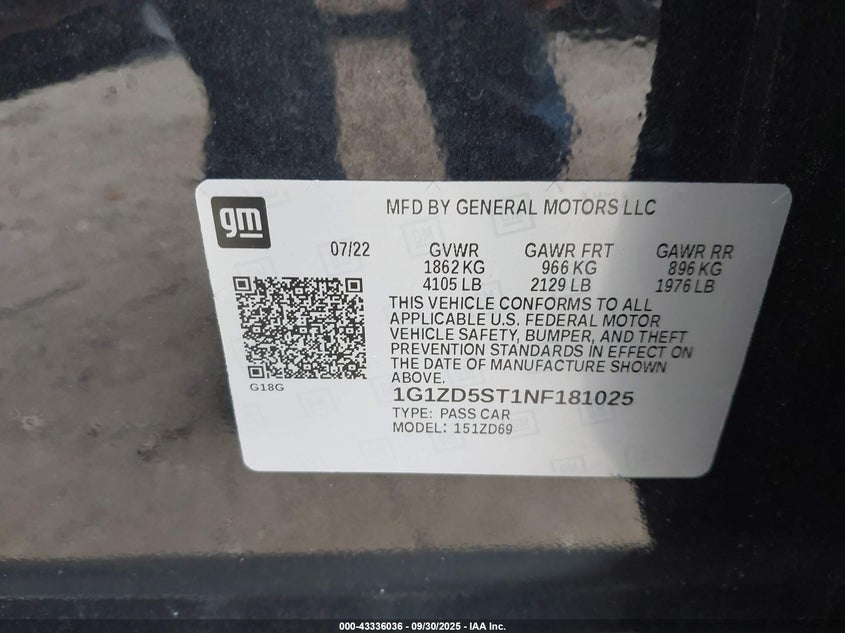 gm
MFD BY GENERAL MOTORS LLC
07/22 GVWR GAWR FRT GAWR RR
1862 KG 966 KG 896 KG
4105 LB 2129 LB 1976 LB
THIS VEHICLE CONFORMS TO ALL
APPLICABLE U.S. FEDERAL MOTOR
VEHICLE SAFETY, BUMPER, AND THEFT
PREVENTION STANDARDS IN EFFECT ON
THE DATE OF MANUFACTURE SHOWN
ABOVE.
G18G
1G1ZD5ST1NF181025
TYPE: PASS CAR
MODEL: 151ZD69
000-43336036 - 09/30/2025 - IAA Inc.